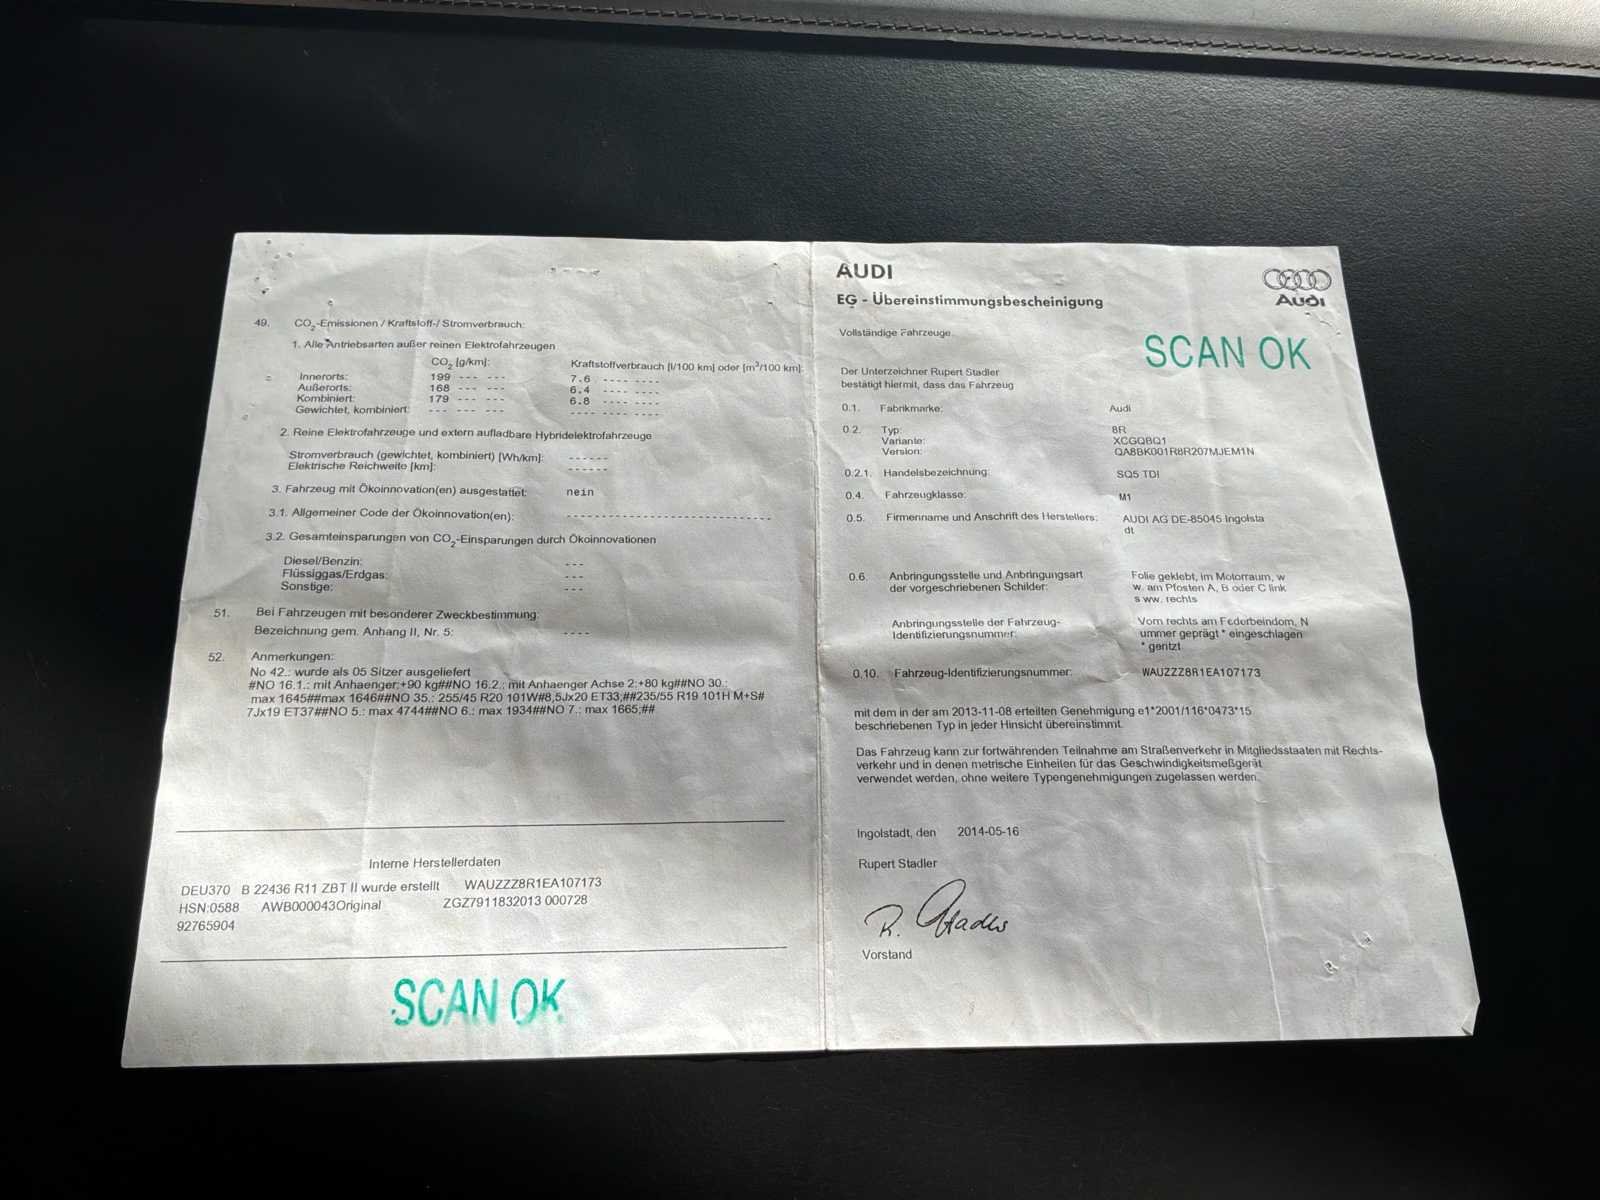 49. CO2-Emissionen / Kraftstoff-/ Stromverbrauch:
1. Alle Antriebsarten außer reinen Elektrofahrzeugen
CO2 [g/km]: Kraftstoffverbrauch [l/100 km] oder [m³/100 km]:
Innerorts: 199 --- --- 7.6 ---- ----
Außerorts: 168 --- --- 6.4 ---- ----
Kombiniert: 179 --- --- 6.8 ---- ----
Gewichtet, kombiniert: --- --- --- ---- ---- ----
2. Reine Elektrofahrzeuge und extern aufladbare Hybridelektrofahrzeuge
Stromverbrauch (gewichtet, kombiniert) [Wh/km]: ------
Elektrische Reichweite [km]: ------
3. Fahrzeug mit Ökoinnovation(en) ausgestattet: nein
3.1. Allgemeiner Code der Ökoinnovation(en): ------------------------------
3.2. Gesamteinsparungen von CO2-Einsparungen durch Ökoinnovationen
Diesel/Benzin: ---
Flüssiggas/Erdgas: ---
Sonstige: ---
51. Bei Fahrzeugen mit besonderer Zweckbestimmung:
Bezeichnung gem. Anhang II, Nr. 5: ----
52. Anmerkungen:
No 42.: wurde als 05 Sitzer ausgeliefert
#NO 16.1.: mit Anhaenger:+90 kg##NO 16.2.; mit Anhaenger Achse 2:+80 kg##NO 30.:
max 1645##max 1646##NO 35.: 255/45 R20 101W#8,5Jx20 ET33;##235/55 R19 101H M+S#
7Jx19 ET37##NO 5.: max 4744##NO 6.: max 1934##NO 7.: max 1665;##
Interne Herstellerdaten
DEU370 B 22436 R11 ZBT II wurde erstellt WAUZZZ8R1EA107173
HSN:0588 AWB000043Original ZGZ7911832013 000728
92765904
SCAN OK
AUDI
EG - Übereinstimmungsbescheinigung
Audi
Vollständige Fahrzeuge
SCAN OK
Der Unterzeichner Rupert Stadler
bestätigt hiermit, dass das Fahrzeug
0.1. Fabrikmarke: Audi
0.2. Typ: 8R
Variante: XCGQBQ1
Version: QA8BK001R8R207MJEM1N
0.2.1. Handelsbezeichnung: SQ5 TDI
0.4. Fahrzeugklasse: M1
0.5. Firmenname und Anschrift des Herstellers: AUDI AG DE-85045 Ingolsta
dt
0.6. Anbringungsstelle und Anbringungsart Folie geklebt, im Motorraum, w
der vorgeschriebenen Schilder: w. am Pfosten A, B oder C link
s ww. rechts
Anbringungsstelle der Fahrzeug- Vorn rechts am Federbeindom, N
Identifizierungsnummer: ummer geprägt * eingeschlagen
* geritzt
0.10. Fahrzeug-Identifizierungsnummer: WAUZZZ8R1EA107173
mit dem in der am 2013-11-08 erteilten Genehmigung e1*2001/116*0473*15
beschriebenen Typ in jeder Hinsicht übereinstimmt.
Das Fahrzeug kann zur fortwährenden Teilnahme am Straßenverkehr in Mitgliedsstaaten mit Rechts-
verkehr und in denen metrische Einheiten für das Geschwindigkeitsmeßgerät
verwendet werden, ohne weitere Typengenehmigungen zugelassen werden.
Ingolstadt, den 2014-05-16
Rupert Stadler
R. Stadler
Vorstand